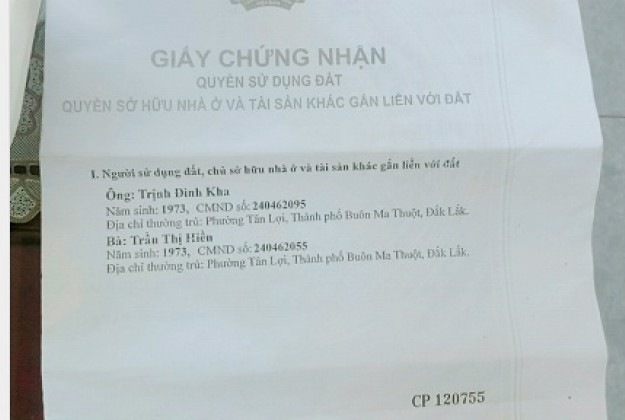 GIẤY CHỨNG NHẬN
QUYỀN SỬ DỤNG ĐẤT
QUYỀN SỞ HỮU NHÀ Ở VÀ TÀI SẢN KHÁC GẮN LIỀN VỚI ĐẤT
I. Người sử dụng đất, chủ sở hữu nhà ở và tài sản khác gắn liền với đất
Ông: Trịnh Đình Kha
Năm sinh: 1973, CMND số: 240462095
Địa chỉ thường trú: Phường Tân Lợi, Thành phố Buôn Ma Thuột, Đắk Lắk.
Bà: Trần Thị Hiền
Năm sinh: 1973, CMND số: 240462055
Địa chỉ thường trú: Phường Tân Lợi, Thành phố Buôn Ma Thuột, Đắk Lắk.
CP 120755